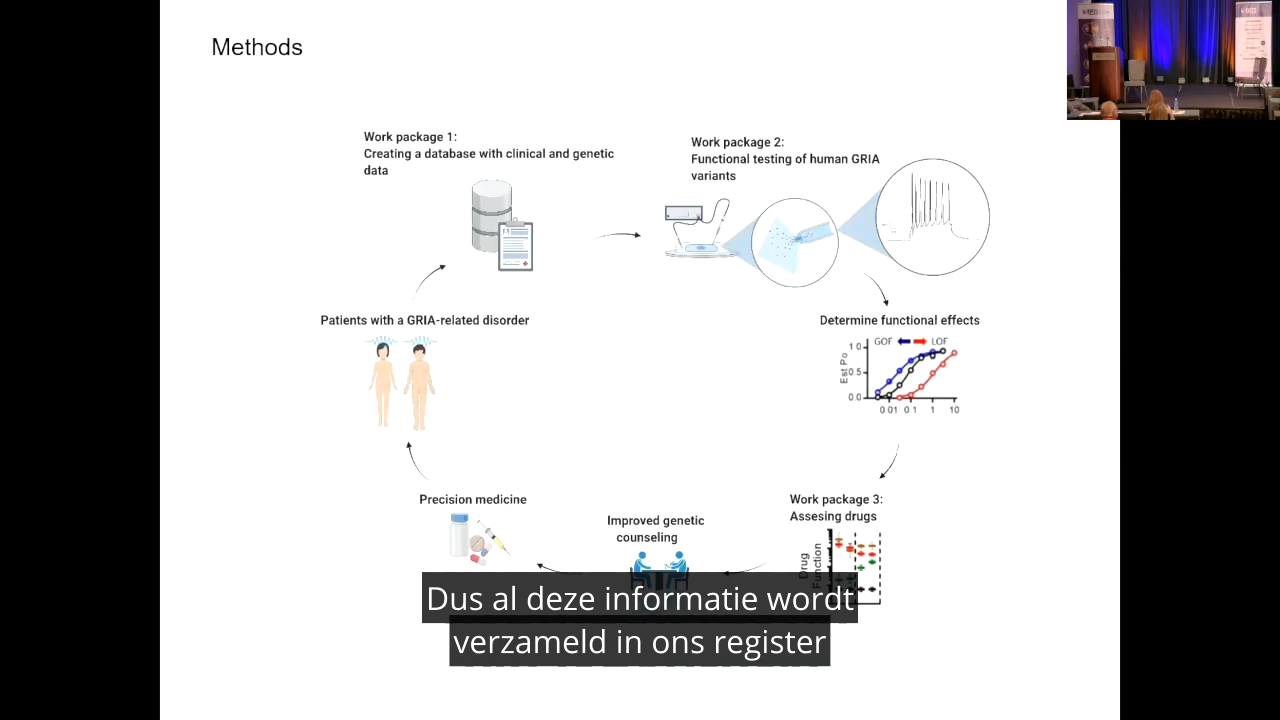 Methods
Work package 1:
Creating a database with clinical and genetic
data
Work package 2:
Functional testing of human GRIA
variants
Patients with a GRIA-related disorder
Determine functional effects
GOF LOF
Est Po
1 0
0.5
0.0
0 01 0.1 1 10
Precision medicine
Improved genetic
counseling
Work package 3:
Assesing drugs
Drug
Function
Dus al deze informatie wordt
verzameld in ons register